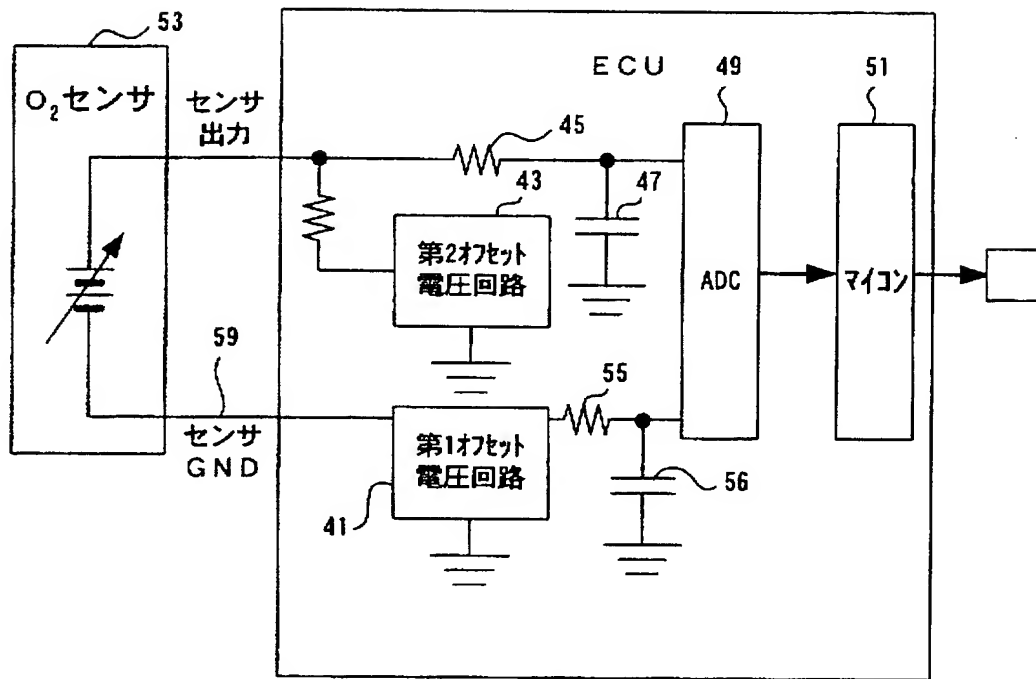 53
O₂センサ
センサ
出力
ECU
49
51
45
43
47
第2オフセット
電圧回路
ADC
マイコン
59
センサ
GND
55
第1オフセット
電圧回路
56
41